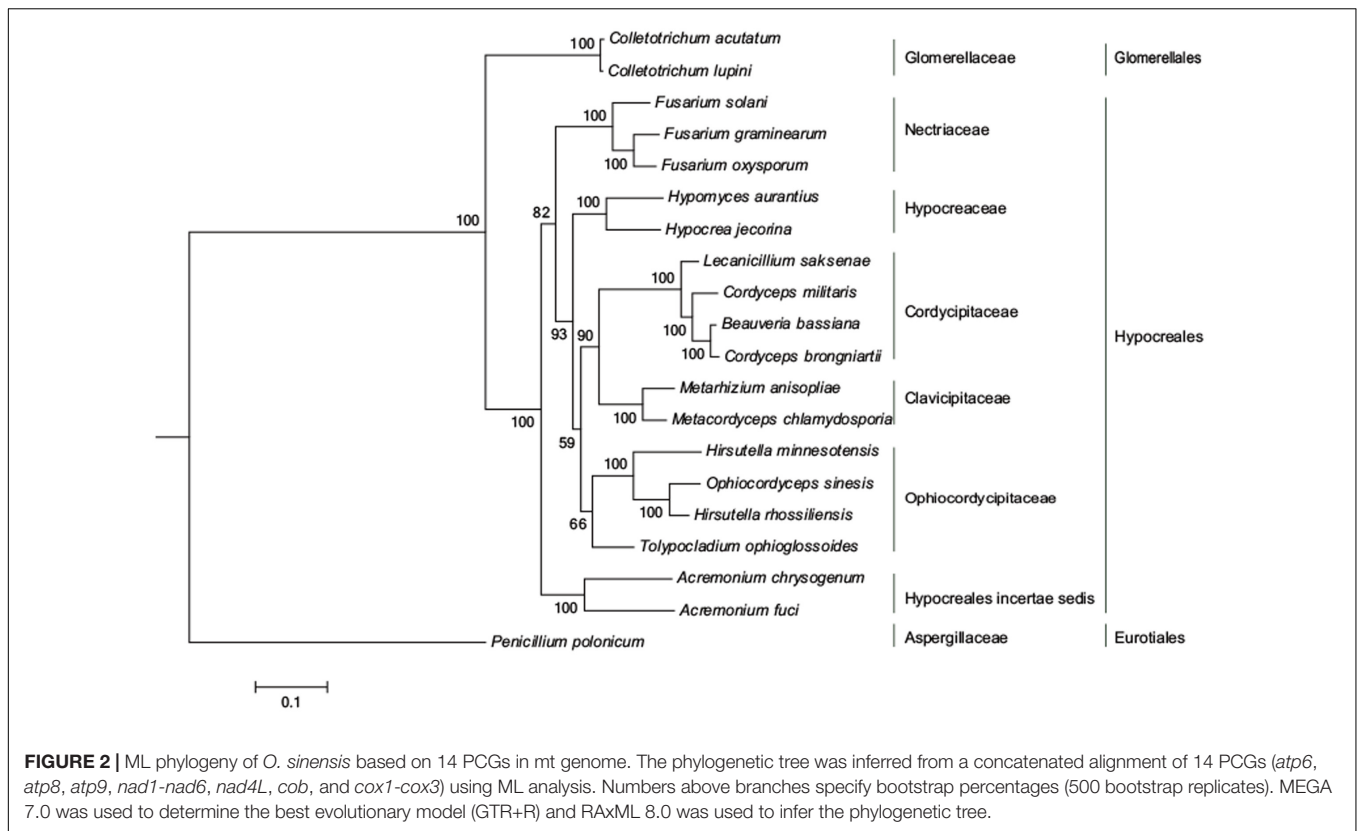 100
Colletotrichum acutatum
Colletotrichum lupini
Glomerellaceae
Glomerellales
100
Fusarium solani
Fusarium graminearum
100
Fusarium oxysporum
Nectriaceae
100
82
100
Hypomyces aurantius
Hypocrea jecorina
Hypocreaceae
100
Lecanicillium saksenae
Cordyceps militaris
100
Beauveria bassiana
100
Cordyceps brongniartii
Cordycipitaceae
Hypocreales
93
90
Metarhizium anisopliae
100
Metacordyceps chlamydosporia
Clavicipitaceae
100
59
100
Hirsutella minnesotensis
Ophiocordyceps sinesis
100
Hirsutella rhossiliensis
66
Tolypocladium ophioglossoides
Ophiocordycipitaceae
Acremonium chrysogenum
100
Acremonium fuci
Hypocreales incertae sedis
Penicillium polonicum
Aspergillaceae
Eurotiales
0.1
FIGURE 2 | ML phylogeny of O. sinensis based on 14 PCGs in mt genome. The phylogenetic tree was inferred from a concatenated alignment of 14 PCGs (atp6,
atp8, atp9, nad1-nad6, nad4L, cob, and cox1-cox3) using ML analysis. Numbers above branches specify bootstrap percentages (500 bootstrap replicates). MEGA
7.0 was used to determine the best evolutionary model (GTR+R) and RAxML 8.0 was used to infer the phylogenetic tree.